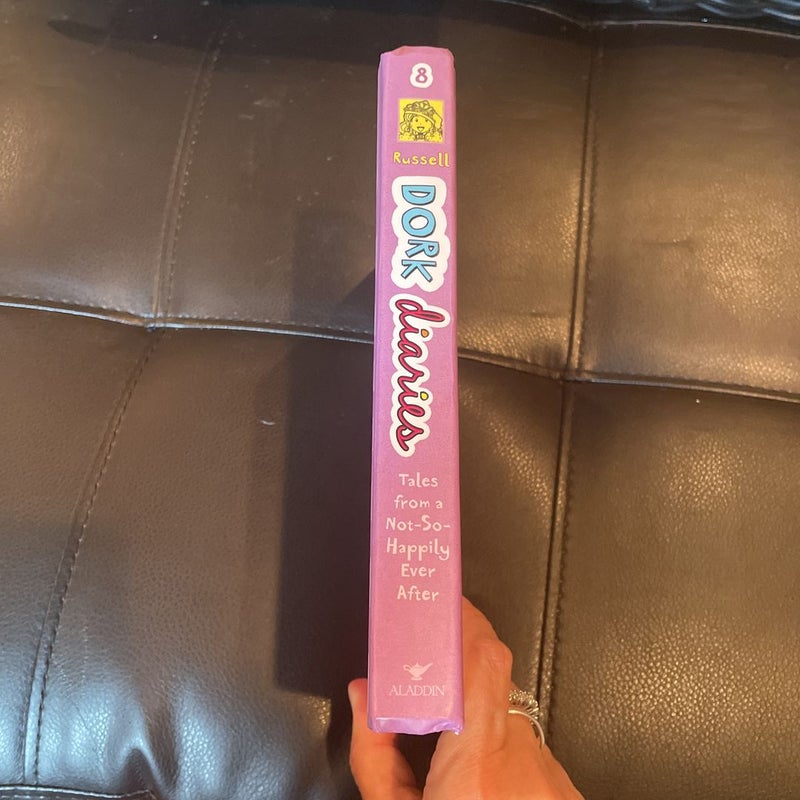 8
Russell
DORK
diaries
Tales
from a
Not-So-
Happily
Ever
After
ALADDIN